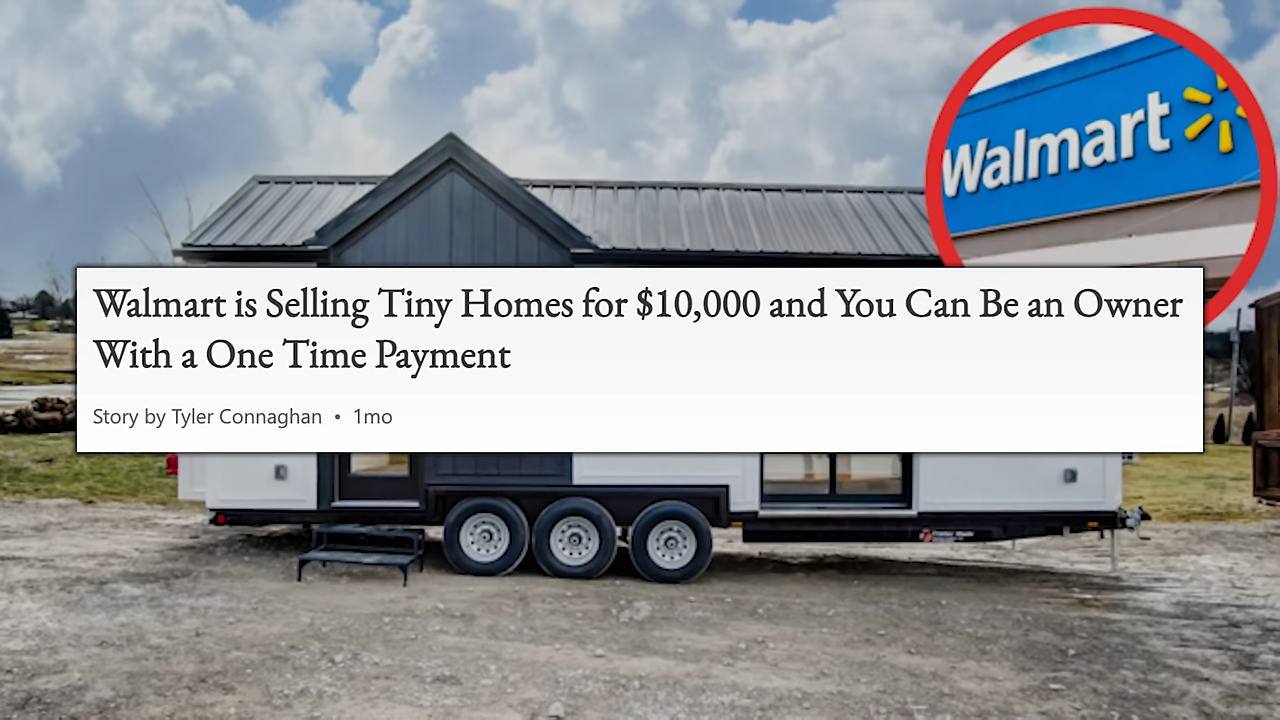 Walmart
Walmart is Selling Tiny Homes for $10,000 and You Can Be an Owner
With a One Time Payment
Story by Tyler Connaghan • 1mo